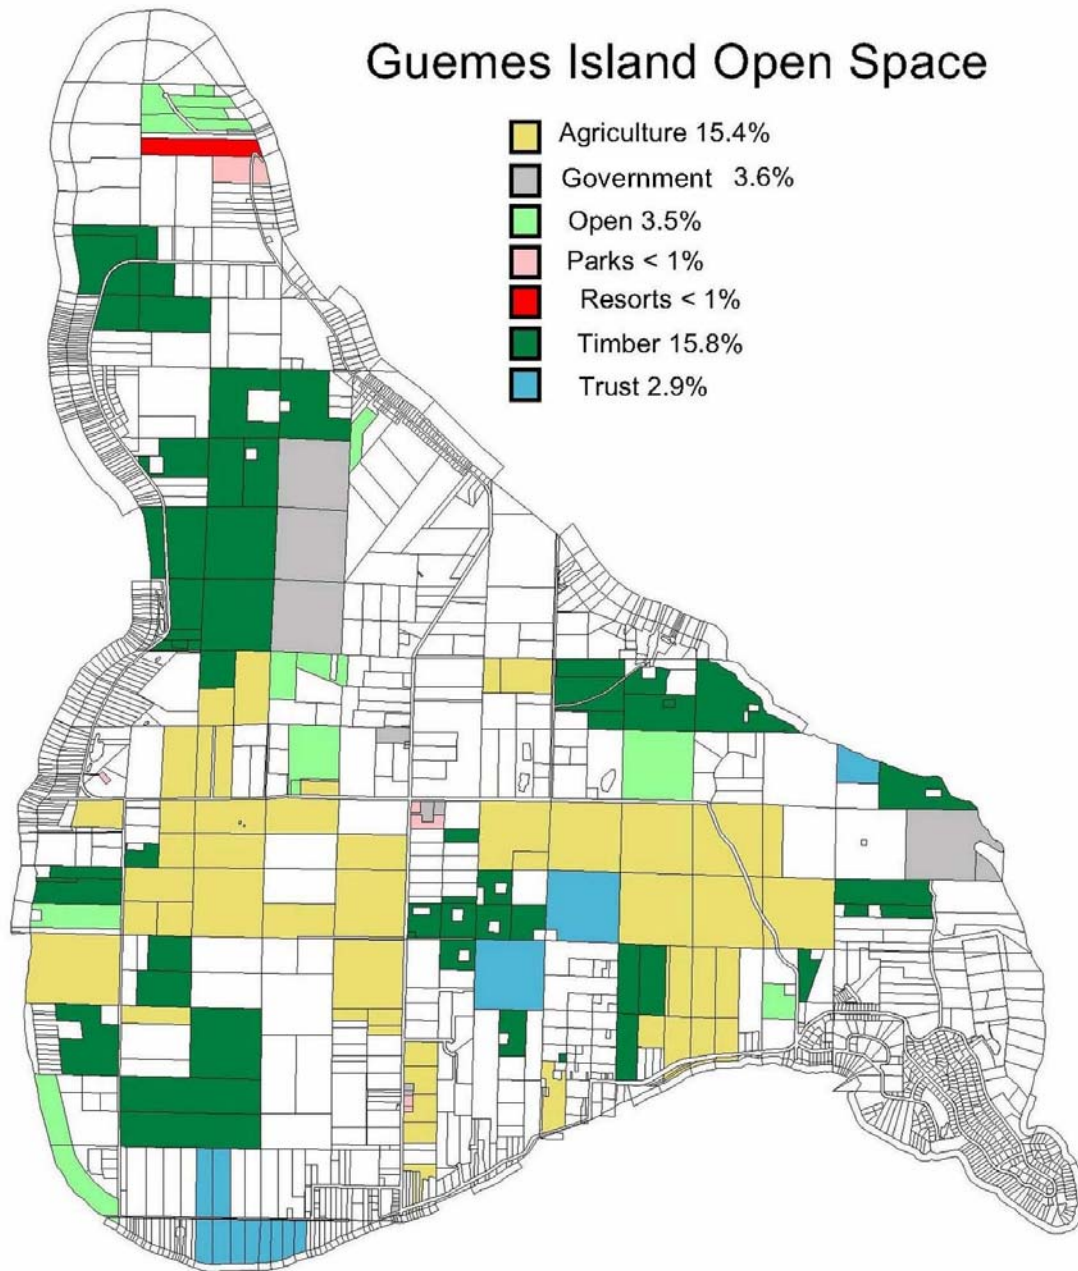 Guemes Island Open Space
Agriculture 15.4%
Government 3.6%
Open 3.5%
Parks < 1%
Resorts < 1%
Timber 15.8%
Trust 2.9%